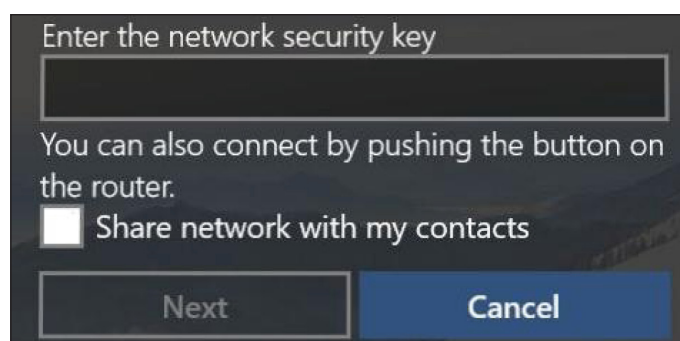 Enter the network security key
You can also connect by pushing the button on
the router.
Share network with my contacts
Next
Cancel